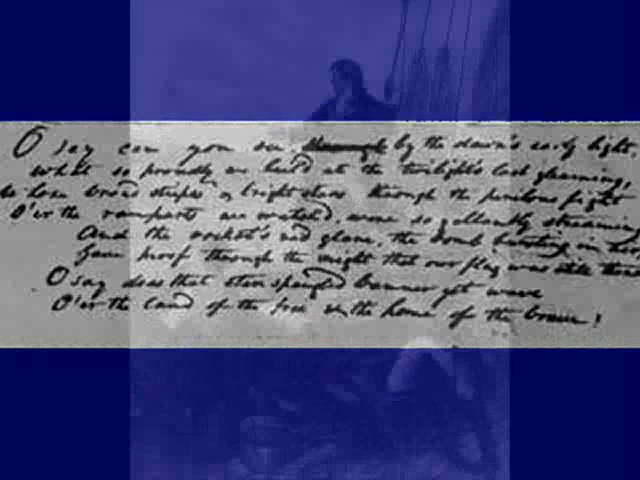 O say can you see ~~through~~ by the dawn's early light,
What so proudly we hail'd at the twilight's last gleaming,
Whose broad stripes & bright stars through the perilous fight
O'er the ramparts we watch'd, were so gallantly streaming
And the rocket's red glare, the bomb bursting in air,
Gave proof through the night that our flag was still there
O say does that star spangled banner yet wave
O'er the land of the free & the home of the brave!